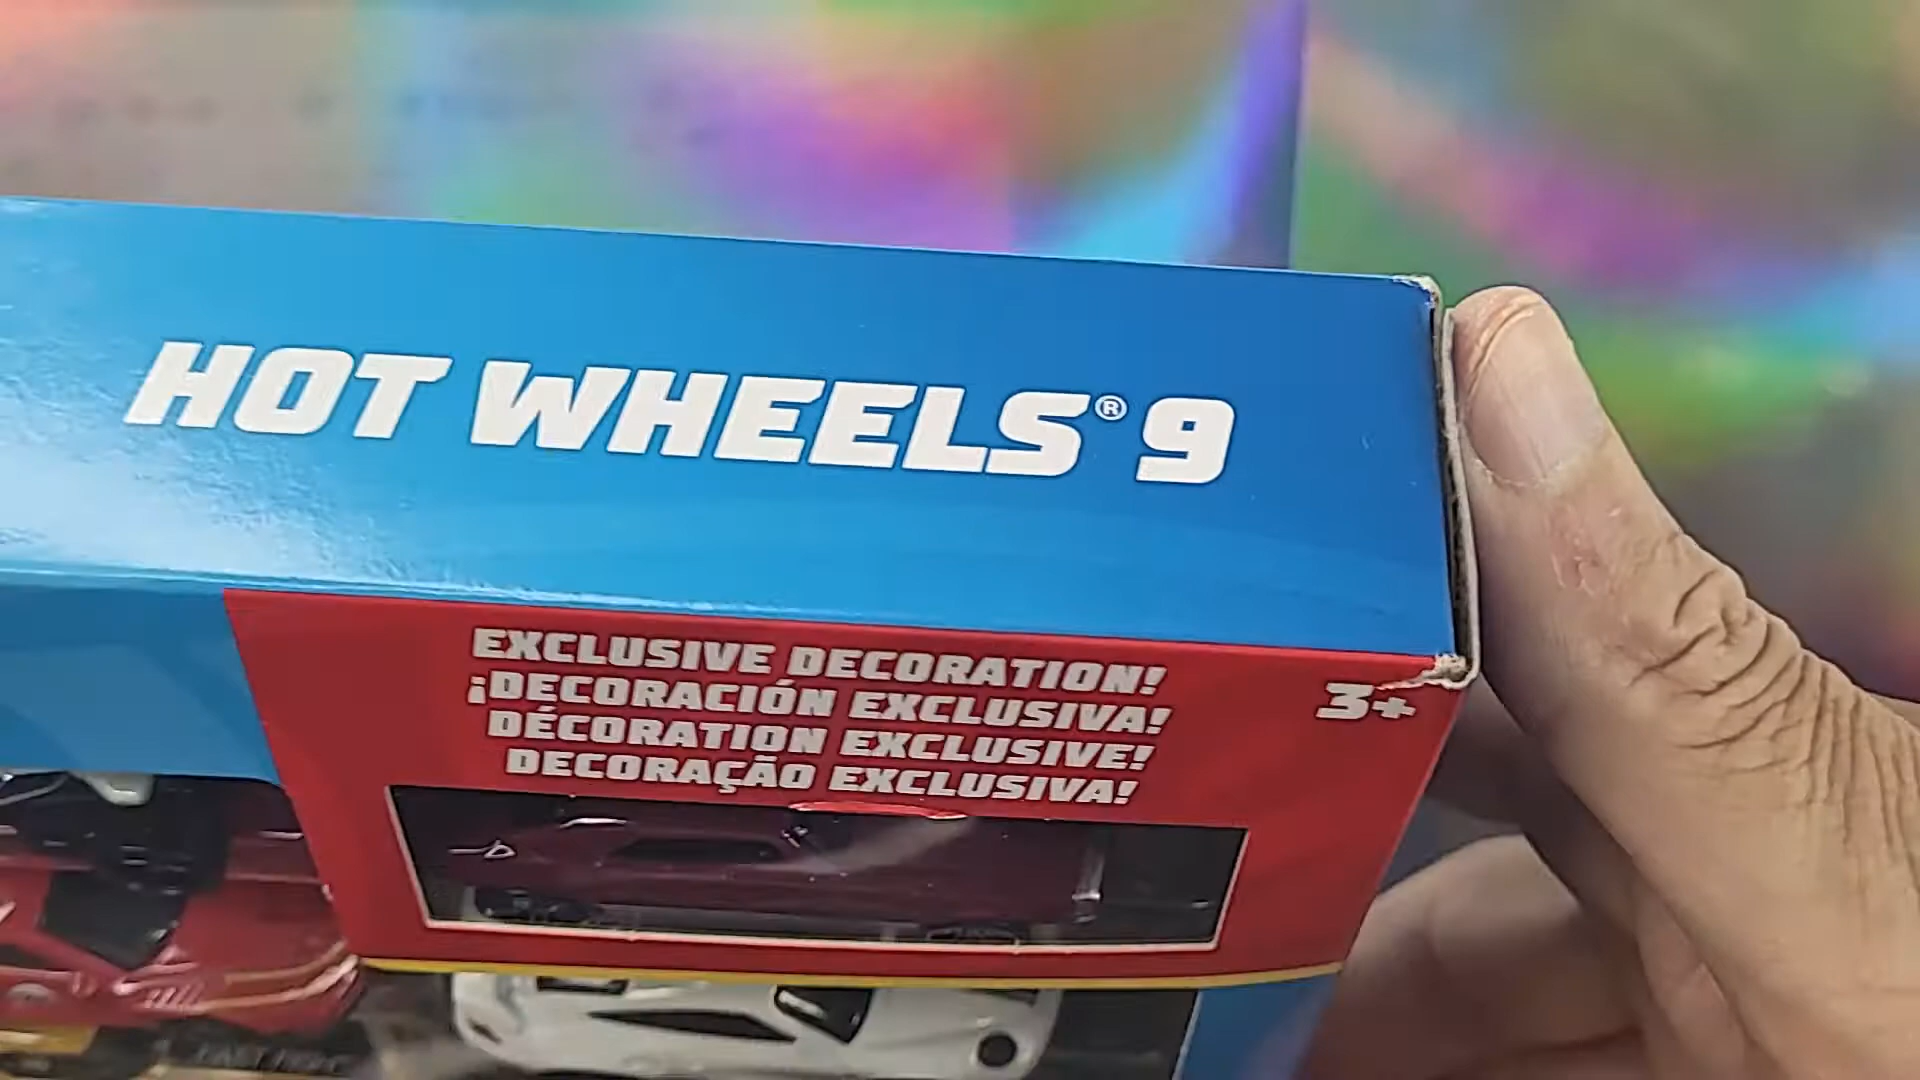 HOT WHEELS® 9
EXCLUSIVE DECORATION!
¡DECORACIÓN EXCLUSIVA!
DÉCORATION EXCLUSIVE!
DECORAÇÃO EXCLUSIVA!
3+